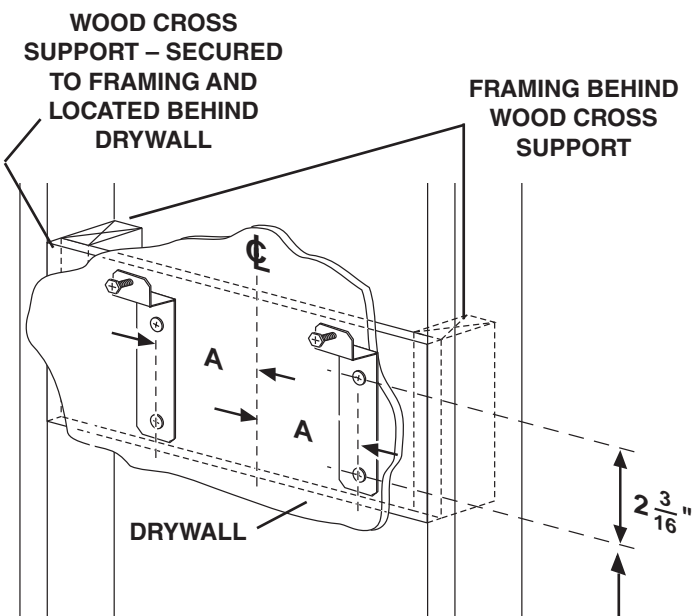 WOOD CROSS
SUPPORT – SECURED
TO FRAMING AND
LOCATED BEHIND
DRYWALL
FRAMING BEHIND
WOOD CROSS
SUPPORT
℄
A
A
2 3/16"
DRYWALL